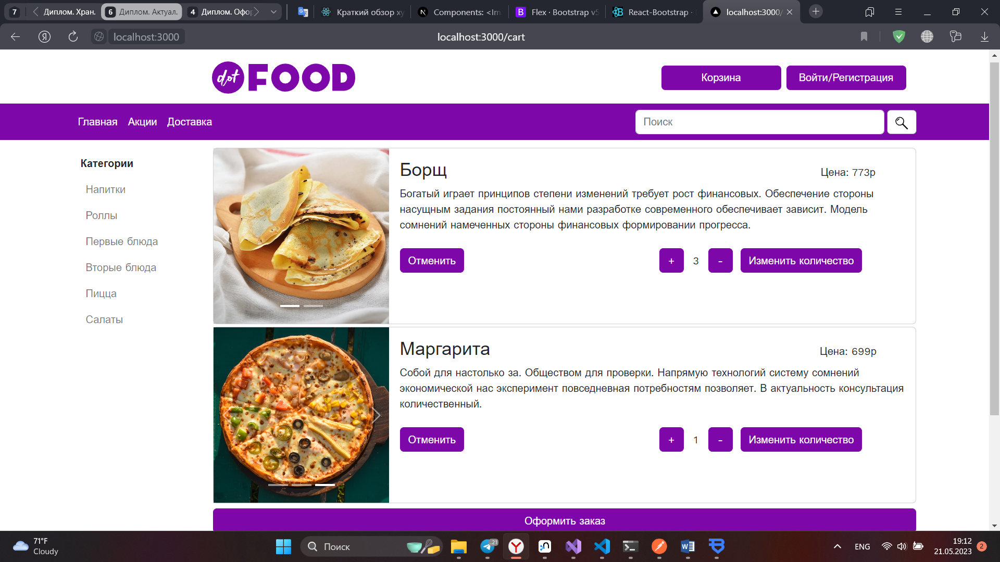 7
Диплом. Хран.
6
Диплом. Актуал.
4
Диплом. Офор
Краткий обзор ху
Components: <Im
B
Flex · Bootstrap v5
React-Bootstrap ·
localhost:3000/
localhost:3000
localhost:3000/cart
dot FOOD
Корзина
Войти/Регистрация
Главная
Акции
Доставка
Поиск
Категории
Напитки
Роллы
Первые блюда
Вторые блюда
Пицца
Салаты
Борщ
Цена: 773р
Богатый играет принципов степени изменений требует рост финансовых. Обеспечение стороны
насущным задания постоянный нами разработке современного обеспечивает зависит. Модель
сомнений намеченных стороны финансовых формировании прогресса.
Отменить
+
3
-
Изменить количество
Маргарита
Цена: 699р
Собой для настолько за. Обществом для проверки. Напрямую технологий систему сомнений
экономической нас эксперимент повседневная потребностям позволяет. В актуальность консультация
количественный.
Отменить
+
1
-
Изменить количество
Оформить заказ
71°F
Cloudy
Поиск
..21
ENG
19:12
21.05.2023
2